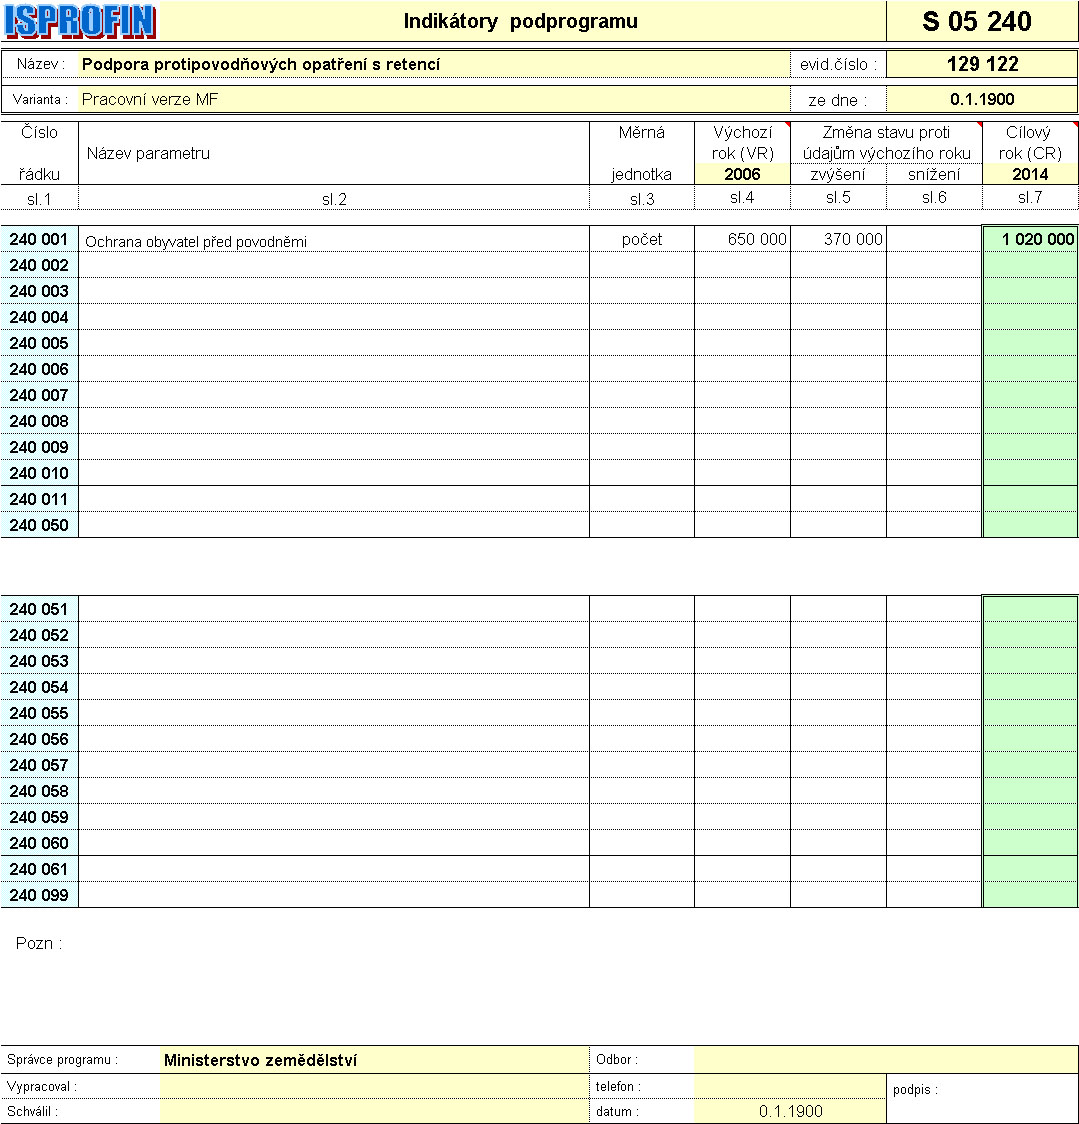 ISPROFIN Indikátory podprogramu S 05 240
Název : Podpora protipovodňových opatření s retencí evid.číslo : 129 122
Varianta : Pracovní verze MF ze dne : 0.1.1900
Číslo Měrná Výchozí Změna stavu proti Cílový
Název parametru rok (VR) údajům výchozího roku rok (CR)
řádku jednotka 2006 zvýšení snížení 2014
sl.1 sl.2 sl.3 sl.4 sl.5 sl.6 sl.7
240 001 Ochrana obyvatel před povodněmi počet 650 000 370 000 1 020 000
240 002
240 003
240 004
240 005
240 006
240 007
240 008
240 009
240 010
240 011
240 050
240 051
240 052
240 053
240 054
240 055
240 056
240 057
240 058
240 059
240 060
240 061
240 099
Pozn :
Správce programu : Ministerstvo zemědělství Odbor :
Vypracoval : telefon : podpis :
Schválil : datum : 0.1.1900